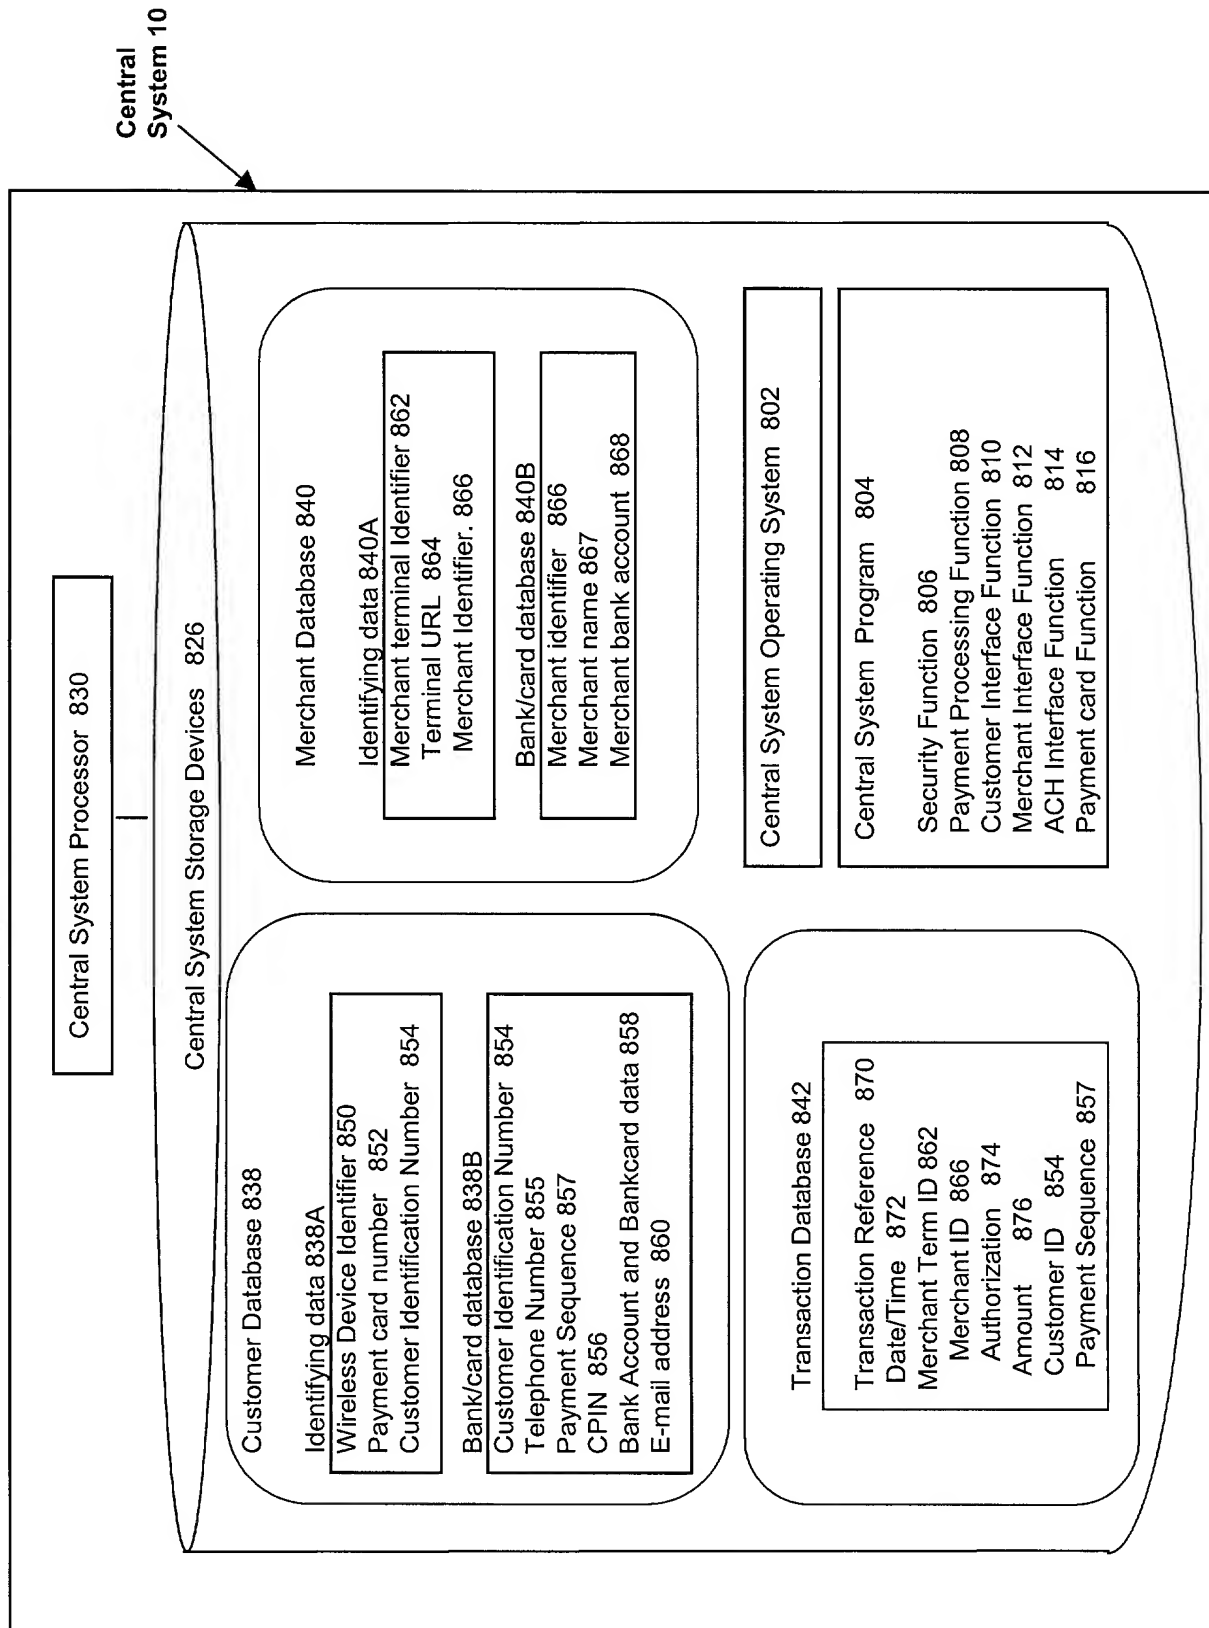 Central
System 10
Central System Processor  830
Central System Storage Devices  826
Customer Database 838
Identifying data 838A
Wireless Device Identifier 850
Payment card number  852
Customer Identification Number  854
Bank/card database 838B
Customer Identification Number  854
Telephone Number 855
Payment Sequence 857
CPIN  856
Bank Account and Bankcard data 858
E-mail address  860
Merchant Database 840
Identifying data 840A
Merchant terminal Identifier 862
Terminal URL  864
Merchant Identifier. 866
Bank/card database 840B
Merchant identifier  866
Merchant name 867
Merchant bank account  868
Transaction Database 842
Transaction Reference  870
Date/Time  872
Merchant Term ID 862
Merchant ID 866
Authorization  874
Amount  876
Customer ID  854
Payment Sequence  857
Central System Operating System  802
Central System Program  804
Security Function  806
Payment Processing Function 808
Customer Interface Function  810
Merchant Interface Function  812
ACH Interface Function  814
Payment card Function  816